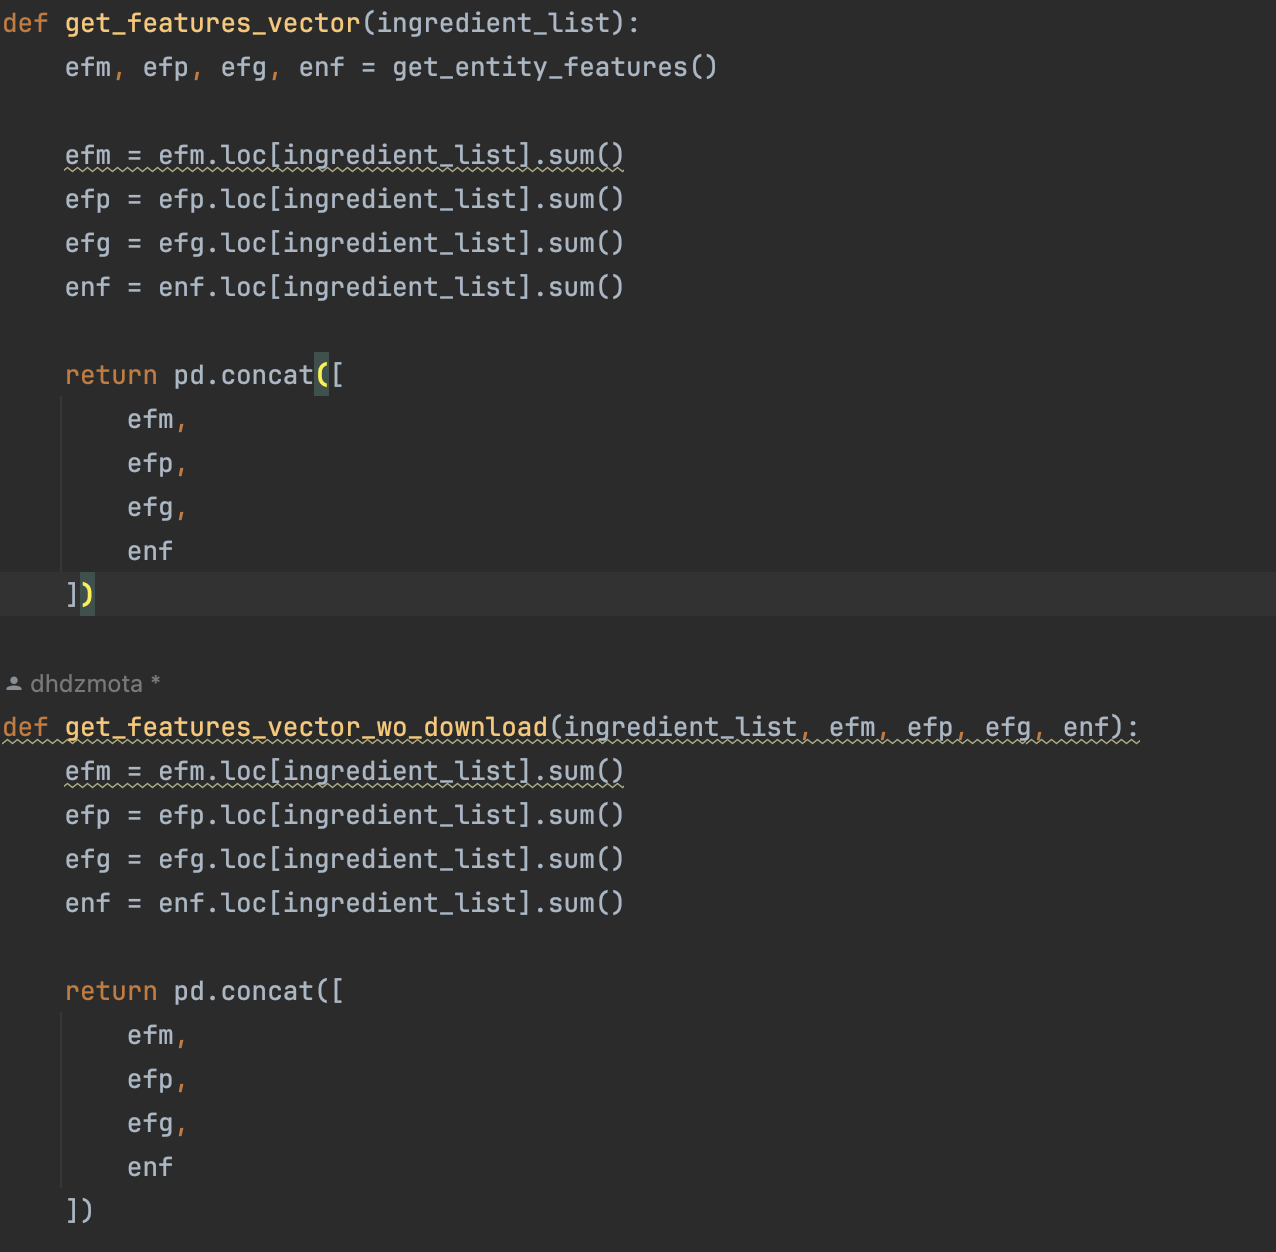 def get_features_vector(ingredient_list):
    efm, efp, efg, enf = get_entity_features()

    efm = efm.loc[ingredient_list].sum()
    efp = efp.loc[ingredient_list].sum()
    efg = efg.loc[ingredient_list].sum()
    enf = enf.loc[ingredient_list].sum()

    return pd.concat([
        efm,
        efp,
        efg,
        enf
    ])

dhdzmota *
def get_features_vector_wo_download(ingredient_list, efm, efp, efg, enf):
    efm = efm.loc[ingredient_list].sum()
    efp = efp.loc[ingredient_list].sum()
    efg = efg.loc[ingredient_list].sum()
    enf = enf.loc[ingredient_list].sum()

    return pd.concat([
        efm,
        efp,
        efg,
        enf
    ])